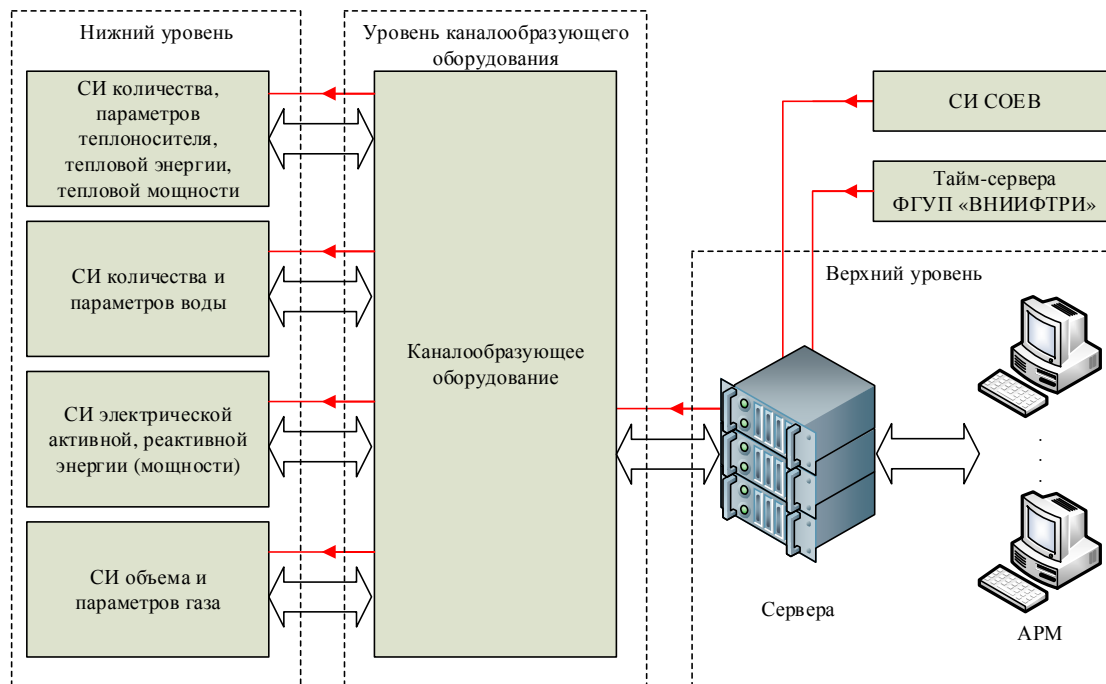 Нижний уровень
СИ количества,
параметров
теплоносителя,
тепловой энергии,
тепловой мощности
СИ количества и
параметров воды
СИ электрической
активной, реактивной
энергии (мощности)
СИ объема и
параметров газа
Уровень каналообразующего
оборудования
Каналообразующее
оборудование
СИ СОЕВ
Тайм-сервера
ФГУП «ВНИИФТРИ»
Верхний уровень
Сервера
АРМ